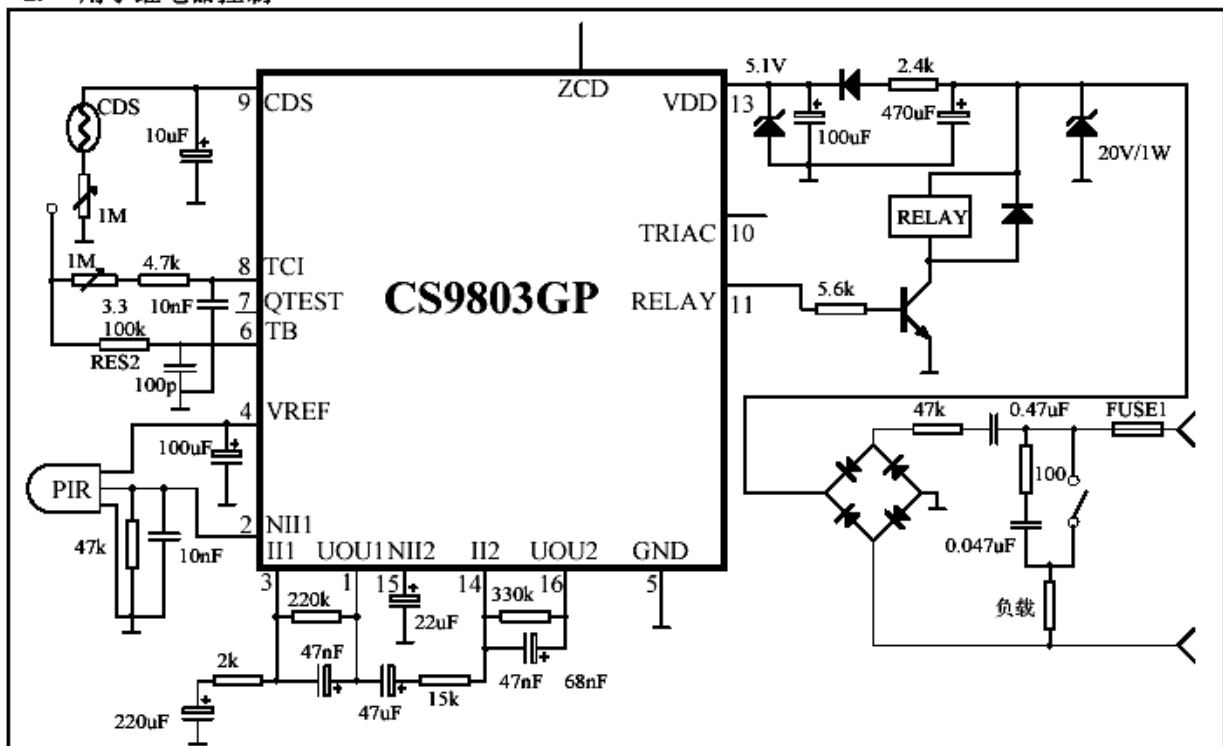 CDS
10uF
1M
9
CDS
ZCD
VDD
13
5.1V
2.4k
470uF
100uF
20V/1W
RELAY
TRIAC
10
RELAY
11
5.6k
CS9803GP
1M
4.7k
8
TCI
3.3
10nF
7
QTEST
100k
6
TB
RES2
100p
4
VREF
100uF
PIR
47k
10nF
2
NII1
II1
UOU1
NII2
II2
UOU2
GND
3
1
15
14
16
5
220k
22uF
330k
2k
47nF
47uF
15k
47nF
68nF
220uF
47k
0.47uF
FUSE1
100
0.047uF
负载